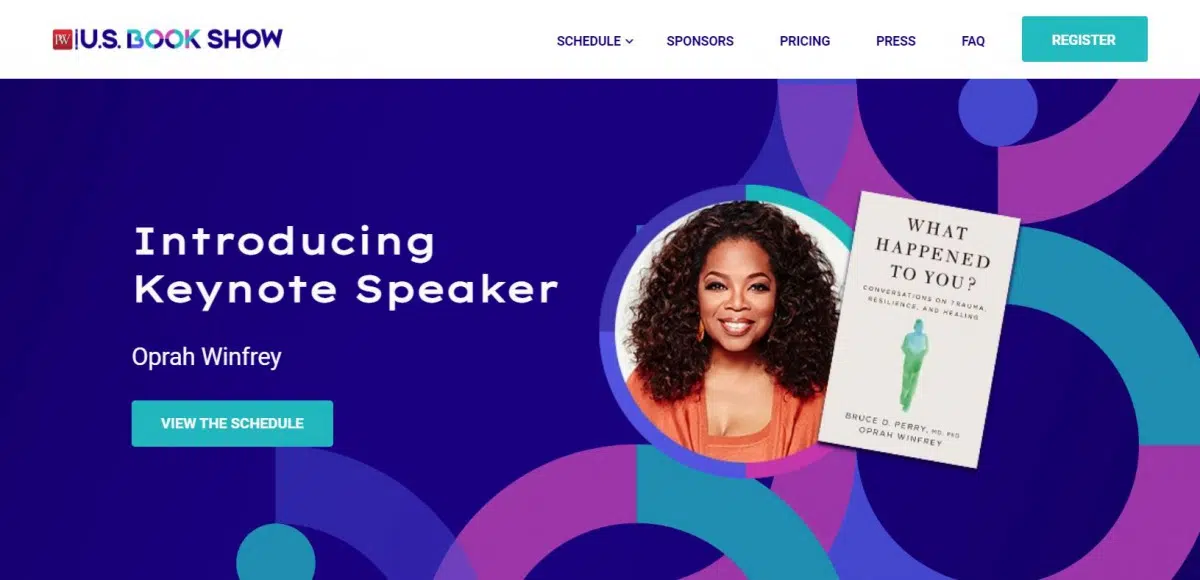 PW U.S. BOOK SHOW
SCHEDULE
SPONSORS
PRICING
PRESS
FAQ
REGISTER
Introducing
Keynote Speaker
Oprah Winfrey
VIEW THE SCHEDULE
WHAT
HAPPENED
TO YOU?
CONVERSATIONS ON TRAUMA,
RESILIENCE, AND HEALING
BRUCE D. PERRY, MD, PHD
OPRAH WINFREY